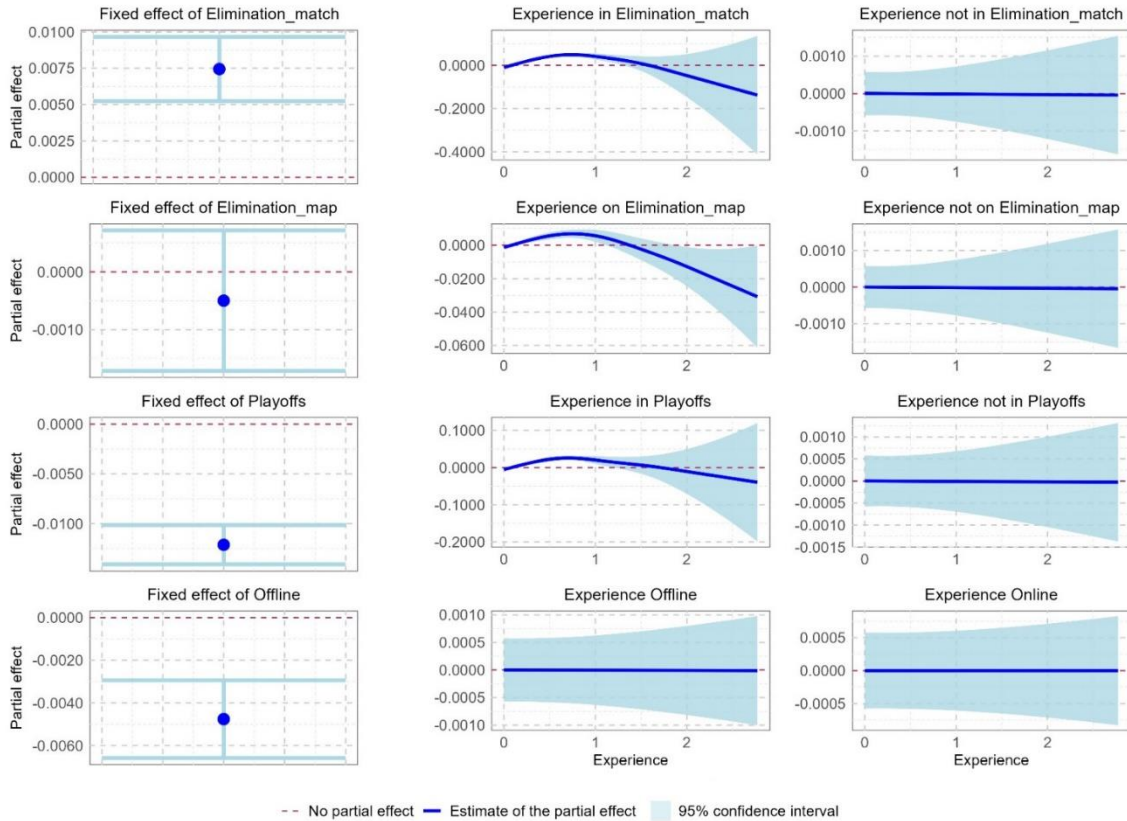 Fixed effect of Elimination_match
Partial effect
0.0100
0.0075
0.0050
0.0025
0.0000
Experience in Elimination_match
0.0000
-0.2000
-0.4000
0 1 2
Experience not in Elimination_match
0.0010
0.0000
-0.0010
0 1 2
Fixed effect of Elimination_map
Partial effect
0.0000
-0.0010
Experience on Elimination_map
0.0000
-0.0200
-0.0400
-0.0600
0 1 2
Experience not on Elimination_map
0.0010
0.0000
-0.0010
0 1 2
Fixed effect of Playoffs
Partial effect
0.0000
-0.0050
-0.0100
Experience in Playoffs
0.1000
0.0000
-0.1000
-0.2000
0 1 2
Experience not in Playoffs
0.0010
0.0005
0.0000
-0.0005
-0.0010
-0.0015
0 1 2
Fixed effect of Offline
Partial effect
0.0000
-0.0020
-0.0040
-0.0060
Experience Offline
0.0010
0.0005
0.0000
-0.0005
-0.0010
0 1 2
Experience
Experience Online
0.0005
0.0000
-0.0005
0 1 2
Experience
No partial effect Estimate of the partial effect 95% confidence interval